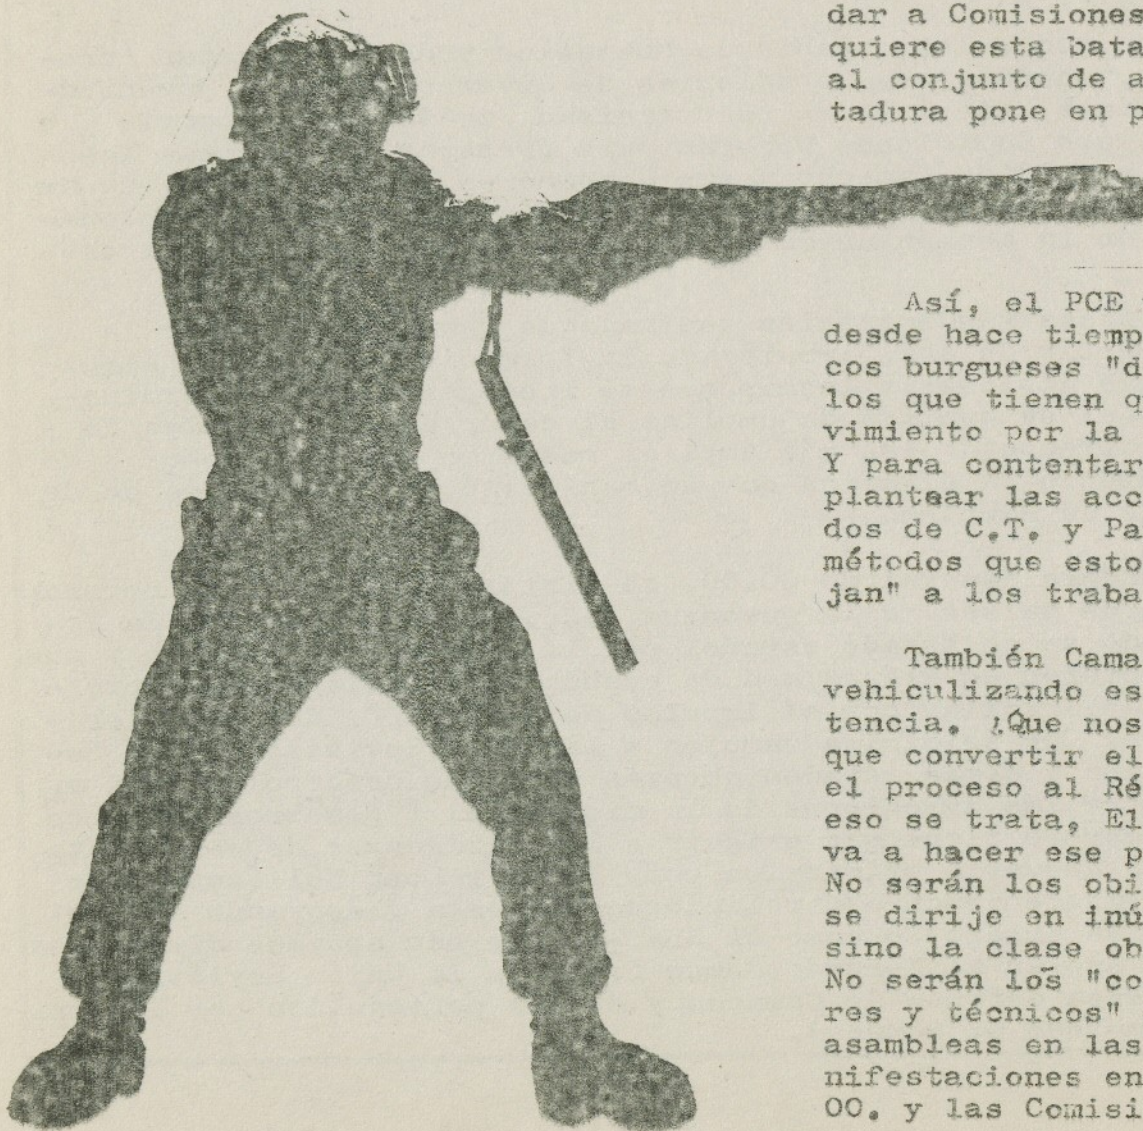 dar a Comisiones
quiere esta bata
al conjunto de a
tadura pone en p
Así, el PCE
desde hace tiemp
cos burgueses "d
los que tienen q
vimiento por la
Y para contentar
plantear las acc
dos de C.T. y Pa
métodos que esto
jan" a los traba
También Cama
vehiculizando es
tencia. ¿Que nos
que convertir el
el proceso al Ré
eso se trata, El
va a hacer ese p
No serán los obi
se dirije en inú
sino la clase ob
No serán los "co
res y técnicos"
asambleas en las
nifestaciones en
OO. y las Comisi